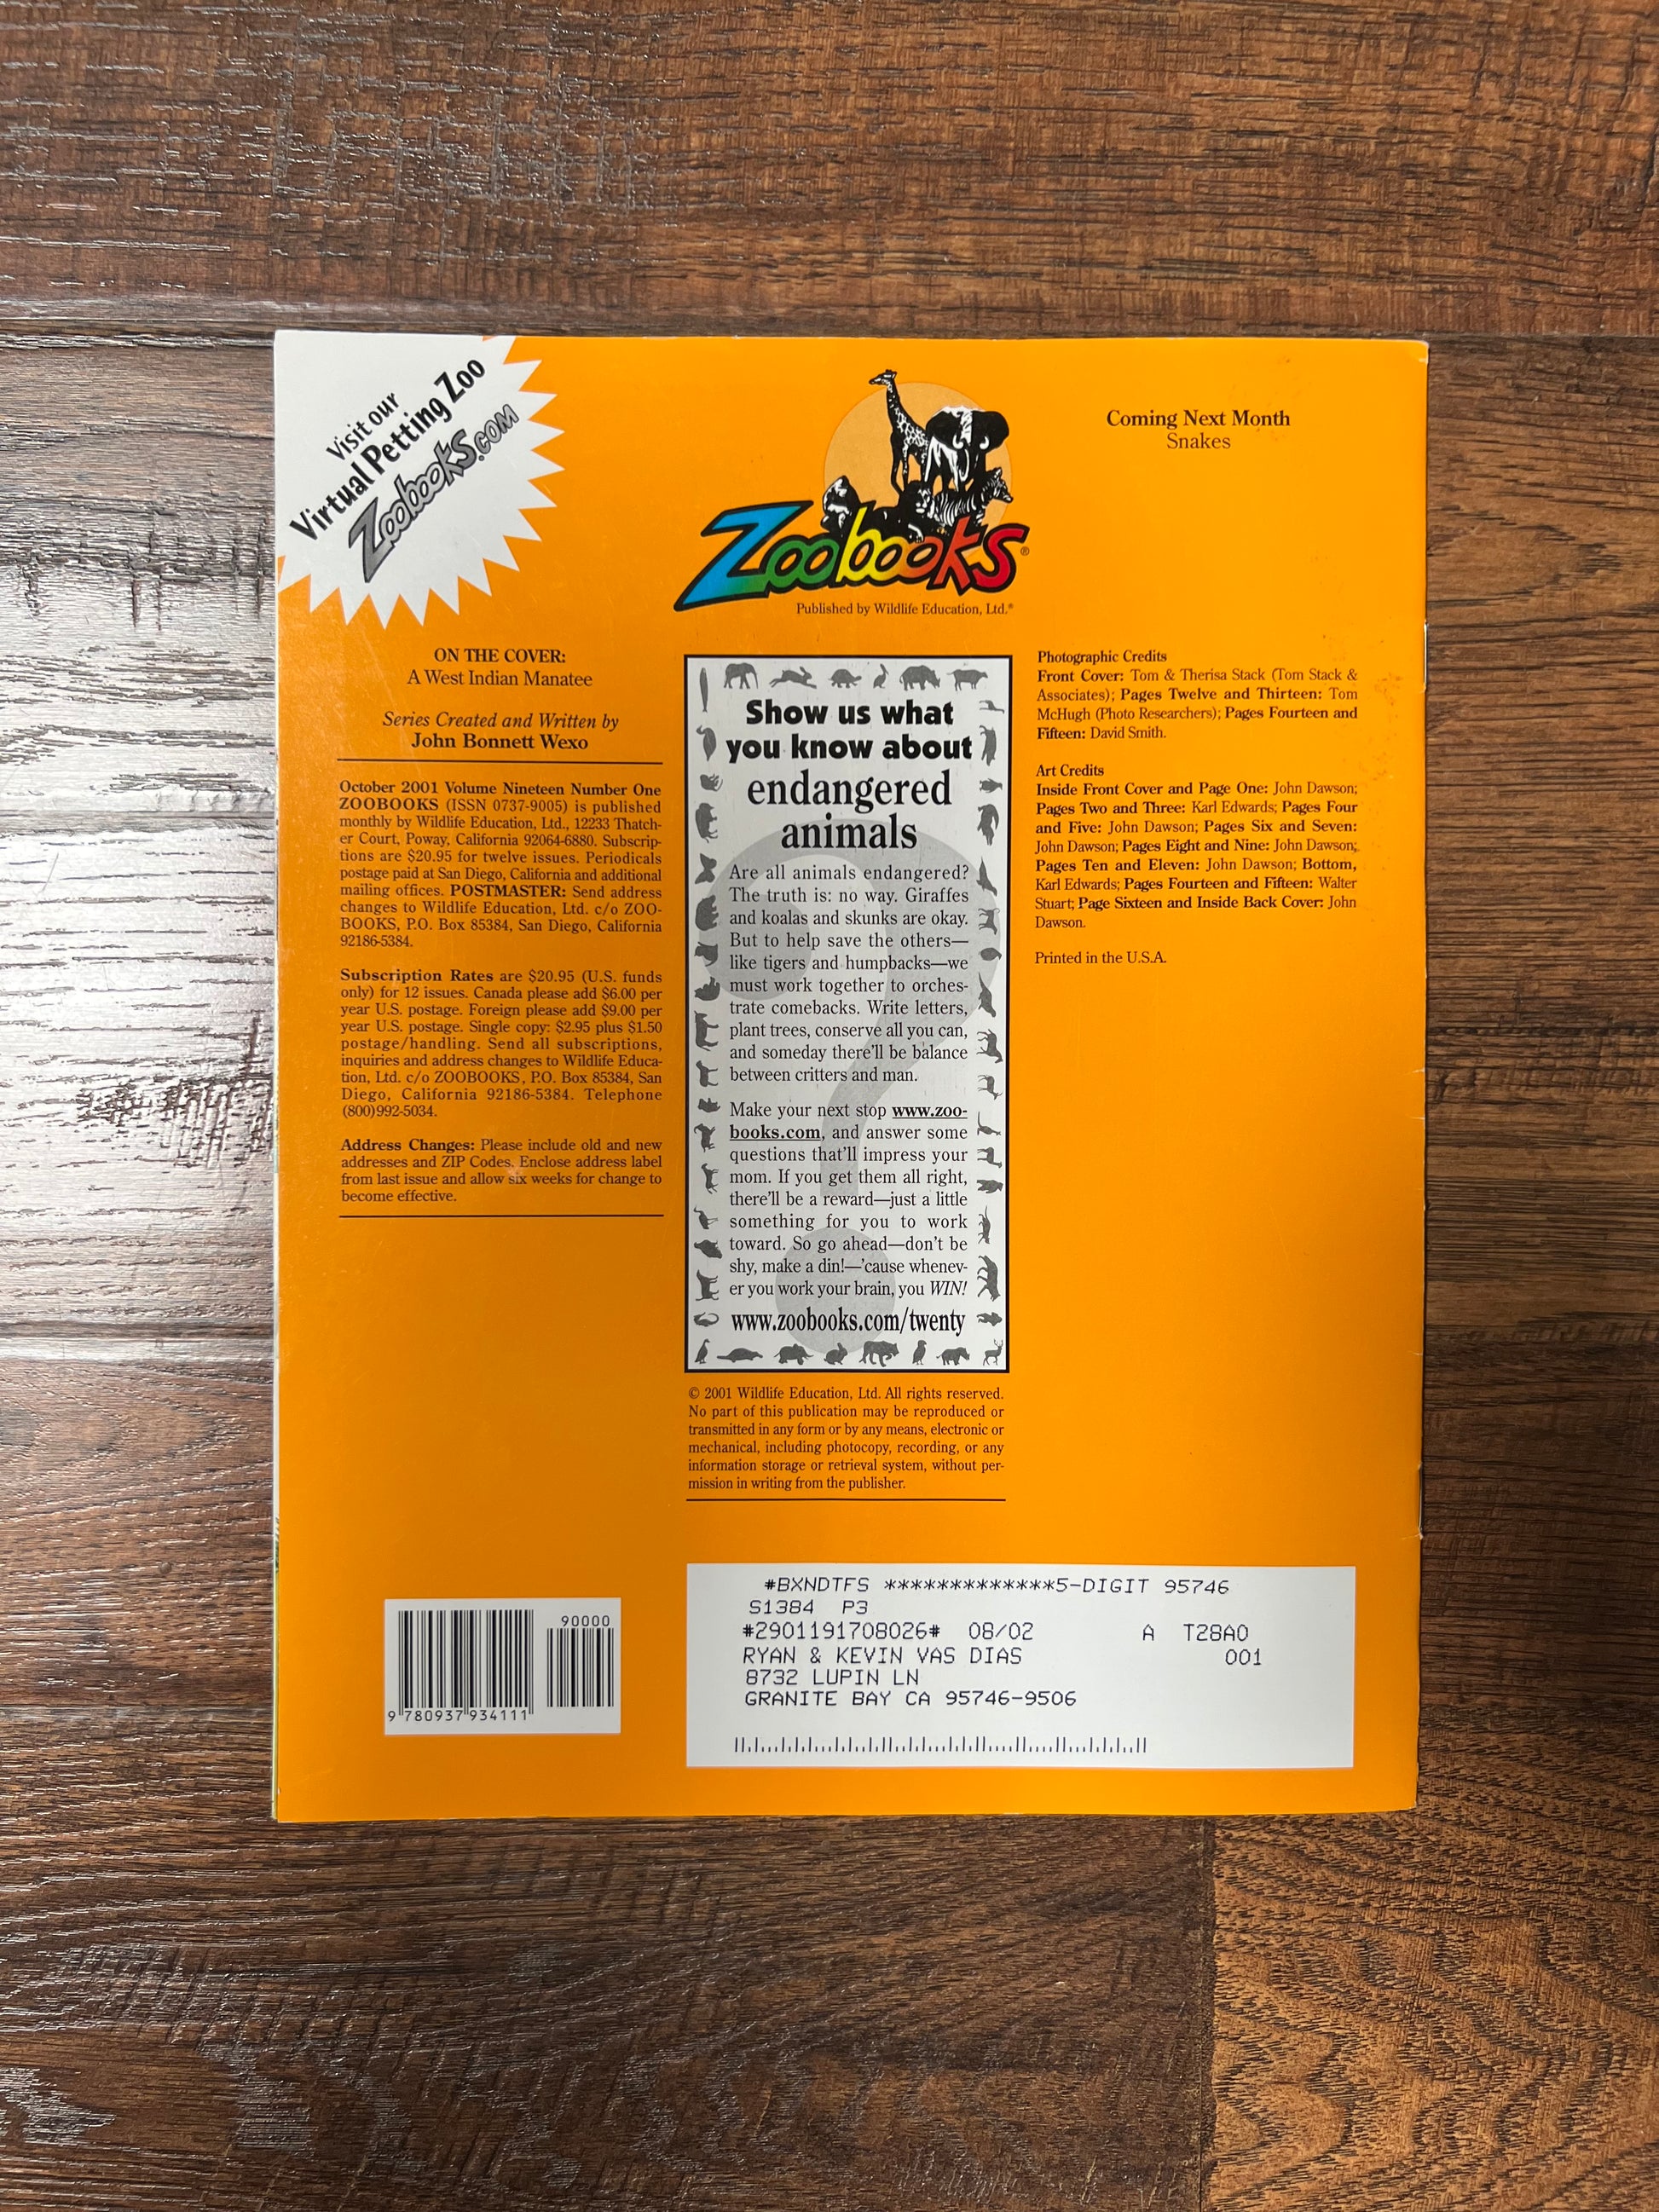 Visit our
Virtual Petting Zoo
Zoobooks.com
Zoobooks®
Published by Wildlife Education, Ltd.®
Coming Next Month
Snakes
ON THE COVER:
A West Indian Manatee
Series Created and Written by
John Bonnett Wexo
October 2001 Volume Nineteen Number One
ZOOBOOKS (ISSN 0737-9005) is published
monthly by Wildlife Education, Ltd., 12233 Thatch-
er Court, Poway, California 92064-6880. Subscrip-
tions are $20.95 for twelve issues. Periodicals
postage paid at San Diego, California and additional
mailing offices. POSTMASTER: Send address
changes to Wildlife Education, Ltd. c/o ZOO-
BOOKS, P.O. Box 85384, San Diego, California
92186-5384.
Subscription Rates are $20.95 (U.S. funds
only) for 12 issues. Canada please add $6.00 per
year U.S. postage. Foreign please add $9.00 per
year U.S. postage. Single copy: $2.95 plus $1.50
postage/handling. Send all subscriptions,
inquiries and address changes to Wildlife Educa-
tion, Ltd. c/o ZOOBOOKS, P.O. Box 85384, San
Diego, California 92186-5384. Telephone
(800)992-5034.
Address Changes: Please include old and new
addresses and ZIP Codes. Enclose address label
from last issue and allow six weeks for change to
become effective.
Show us what
you know about
endangered
animals
Are all animals endangered?
The truth is: no way. Giraffes
and koalas and skunks are okay.
But to help save the others—
like tigers and humpbacks—we
must work together to orches-
trate comebacks. Write letters,
plant trees, conserve all you can,
and someday there'll be balance
between critters and man.
Make your next stop www.zoo-
books.com, and answer some
questions that'll impress your
mom. If you get them all right,
there'll be a reward—just a little
something for you to work
toward. So go ahead—don't be
shy, make a din!—'cause whenev-
er you work your brain, you WIN!
www.zoobooks.com/twenty
© 2001 Wildlife Education, Ltd. All rights reserved.
No part of this publication may be reproduced or
transmitted in any form or by any means, electronic or
mechanical, including photocopy, recording, or any
information storage or retrieval system, without per-
mission in writing from the publisher.
Photographic Credits
Front Cover: Tom & Therisa Stack (Tom Stack &
Associates); Pages Twelve and Thirteen: Tom
McHugh (Photo Researchers); Pages Fourteen and
Fifteen: David Smith.
Art Credits
Inside Front Cover and Page One: John Dawson;
Pages Two and Three: Karl Edwards; Pages Four
and Five: John Dawson; Pages Six and Seven:
John Dawson; Pages Eight and Nine: John Dawson;
Pages Ten and Eleven: John Dawson; Bottom,
Karl Edwards; Pages Fourteen and Fifteen: Walter
Stuart; Page Sixteen and Inside Back Cover: John
Dawson.
Printed in the U.S.A.
90000
9 780937 934111
#BXNDTFS *************5-DIGIT 95746
S1384 P3
#2901191708026# 08/02 A T28A0
RYAN & KEVIN VAS DIAS 001
8732 LUPIN LN
GRANITE BAY CA 95746-9506